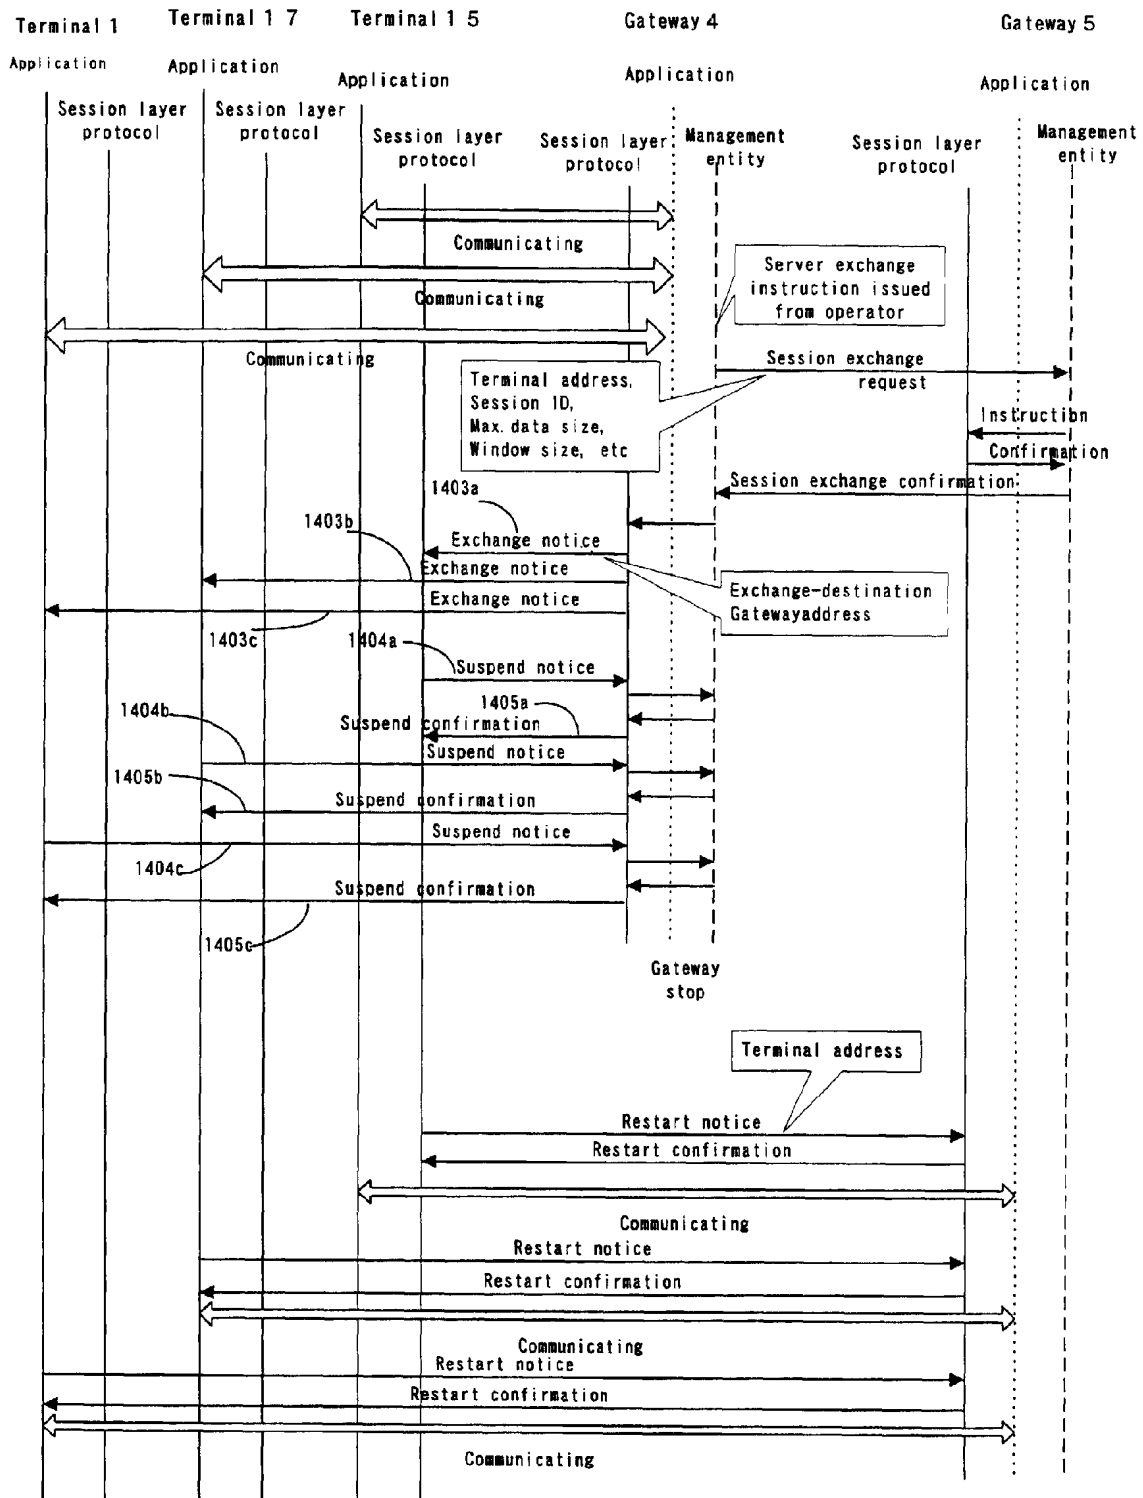 Terminal 1
Terminal 1 7
Terminal 1 5
Gateway 4
Gateway 5
Application
Application
Application
Application
Application
Session layer
protocol
Session layer
protocol
Session layer
protocol
Session layer
protocol
Management
entity
Session layer
protocol
Management
entity
Communicating
Communicating
Communicating
Server exchange
instruction issued
from operator
Session exchange
request
Terminal address,
Session ID,
Max. data size,
Window size, etc
Instruction
Confirmation
Session exchange confirmation
1403a
1403b
Exchange notice
Exchange notice
Exchange notice
Exchange-destination
Gatewayaddress
1403c
1404a
Suspend notice
1405a
1404b
Suspend confirmation
Suspend notice
1405b
Suspend confirmation
Suspend notice
1404c
Suspend confirmation
1405c
Gateway
stop
Terminal address
Restart notice
Restart confirmation
Communicating
Restart notice
Restart confirmation
Communicating
Restart notice
Restart confirmation
Communicating